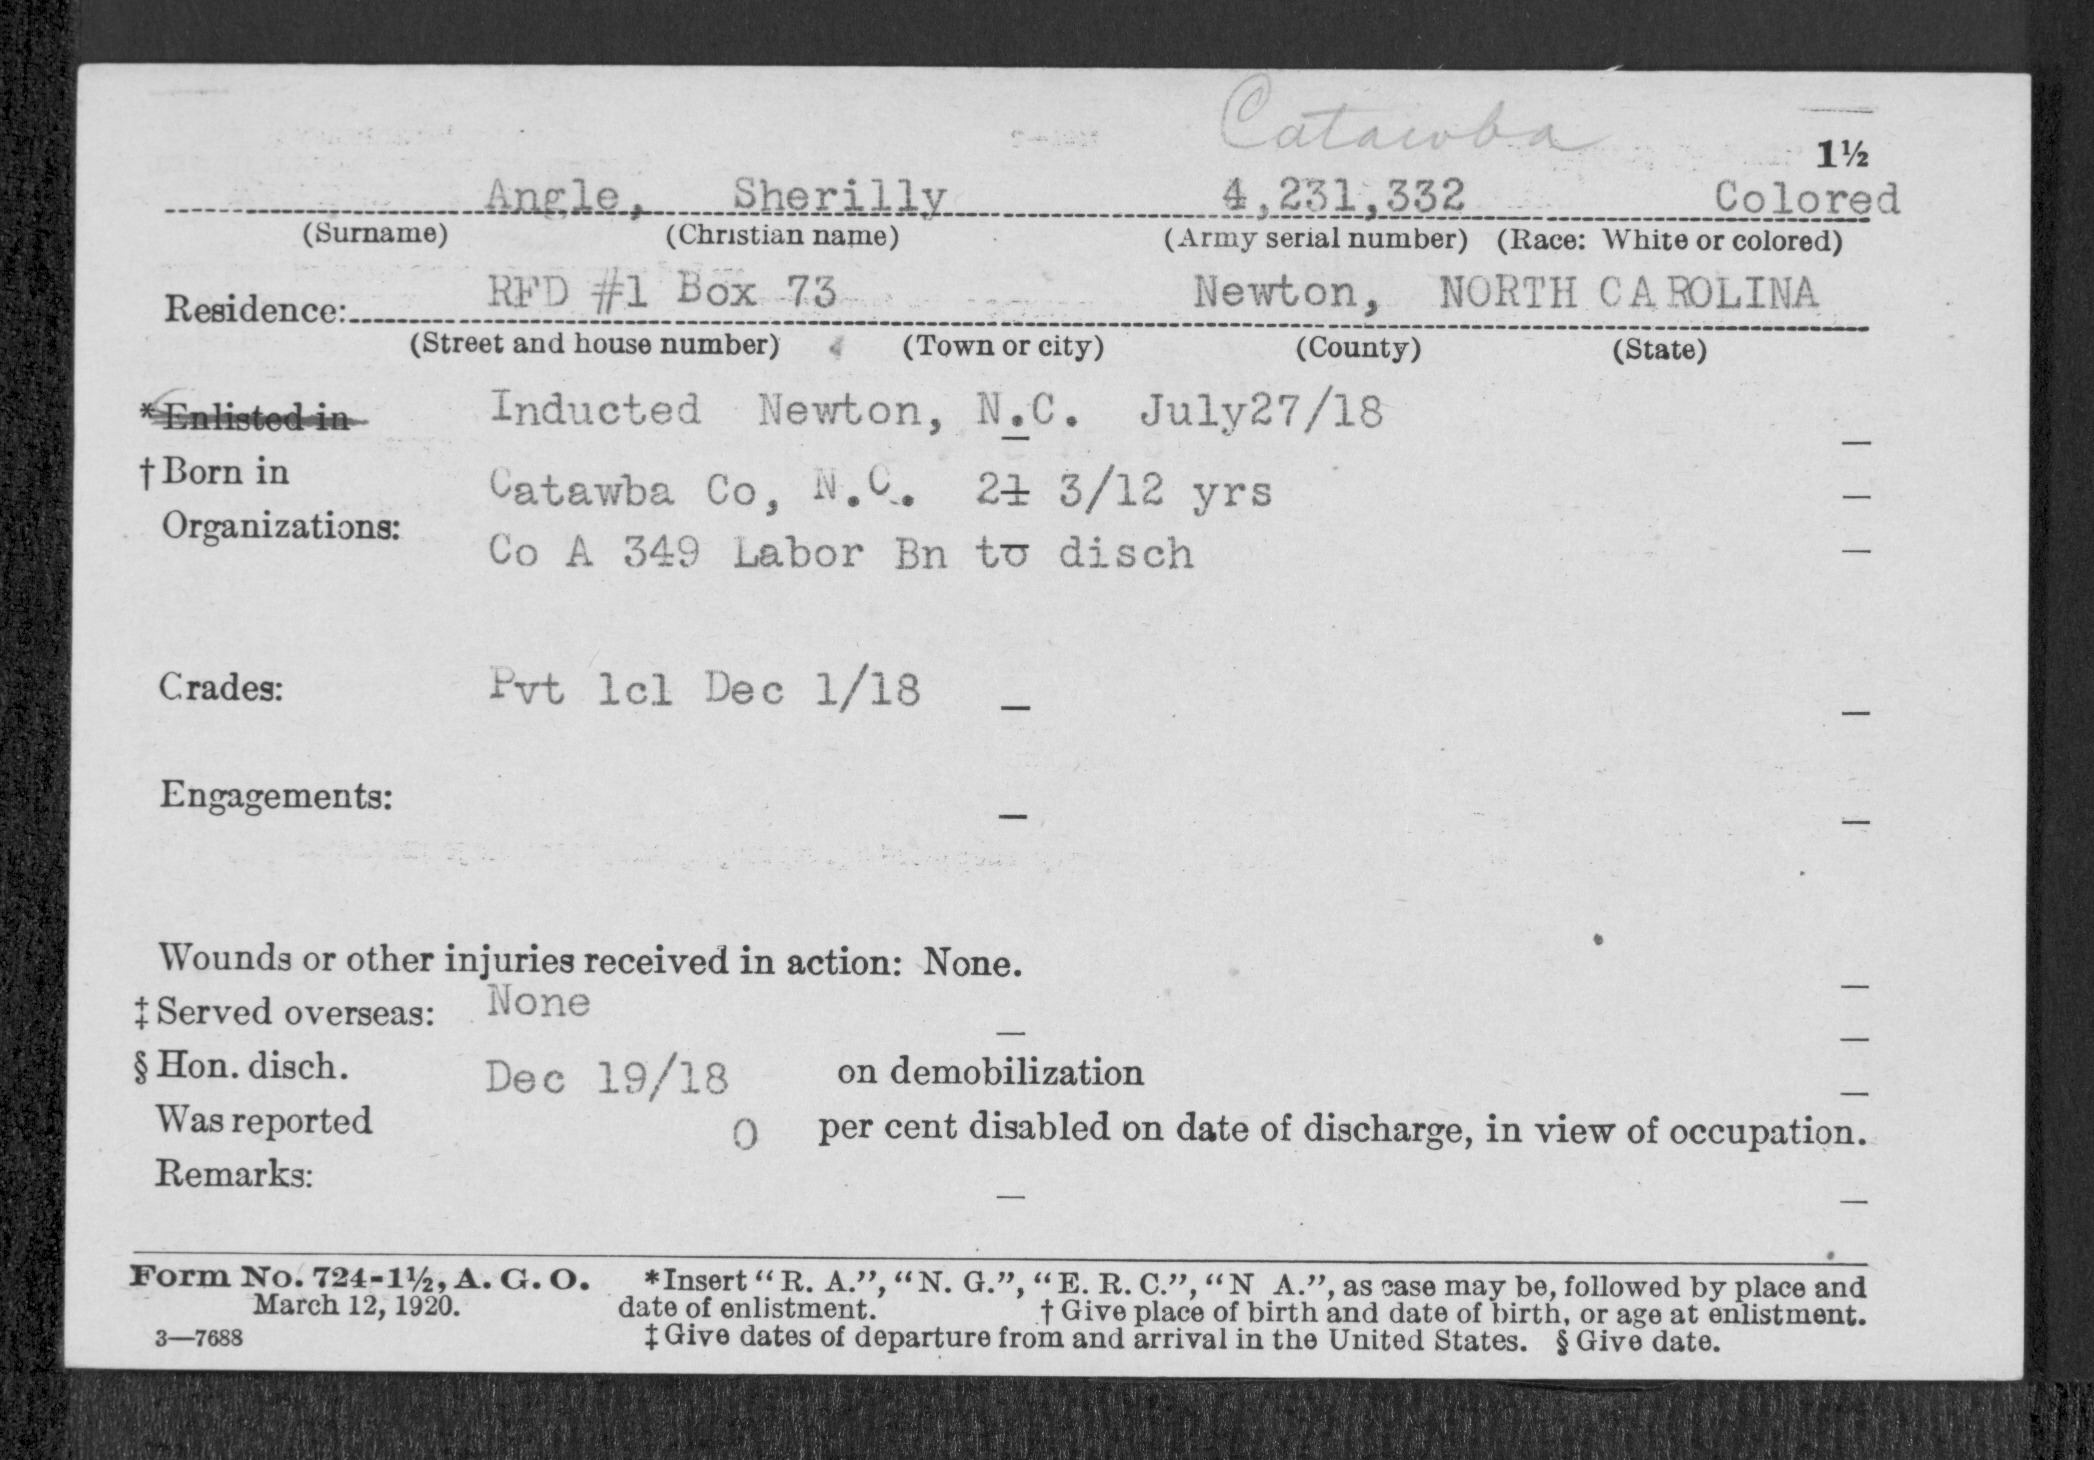 Catawba
1½
Angle, Sherilly 4,231,332 Colored
(Surname) (Christian name) (Army serial number) (Race: White or colored)
Residence: RFD #1 Box 73 Newton, NORTH CAROLINA
(Street and house number) (Town or city) (County) (State)
*Enlisted in Inducted Newton, N.C. July27/18
†Born in Catawba Co, N.C. 21 3/12 yrs
Organizations: Co A 349 Labor Bn to disch
Grades: Pvt 1cl Dec 1/18
Engagements:
Wounds or other injuries received in action: None.
‡Served overseas: None
§Hon. disch. Dec 19/18 on demobilization
Was reported 0 per cent disabled on date of discharge, in view of occupation.
Remarks:
Form No. 724-1½, A. G. O. *Insert “R. A.”, “N. G.”, “E. R. C.”, “N A.”, as case may be, followed by place and
March 12, 1920. date of enlistment. †Give place of birth and date of birth, or age at enlistment.
3—7688 ‡Give dates of departure from and arrival in the United States. §Give date.